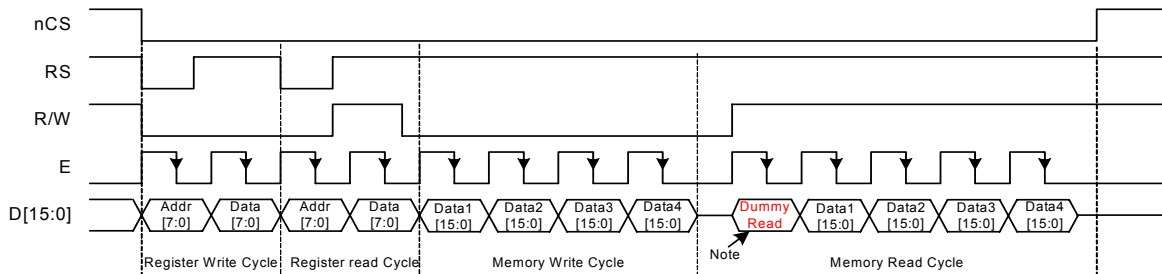 nCS
RS
R/W
E
D[15:0]
Addr
[7:0]
Data
[7:0]
Addr
[7:0]
Data
[7:0]
Data1
[15:0]
Data2
[15:0]
Data3
[15:0]
Data4
[15:0]
Dummy
Read
Data1
[15:0]
Data2
[15:0]
Data3
[15:0]
Data4
[15:0]
Note
Register Write Cycle
Register read Cycle
Memory Write Cycle
Memory Read Cycle